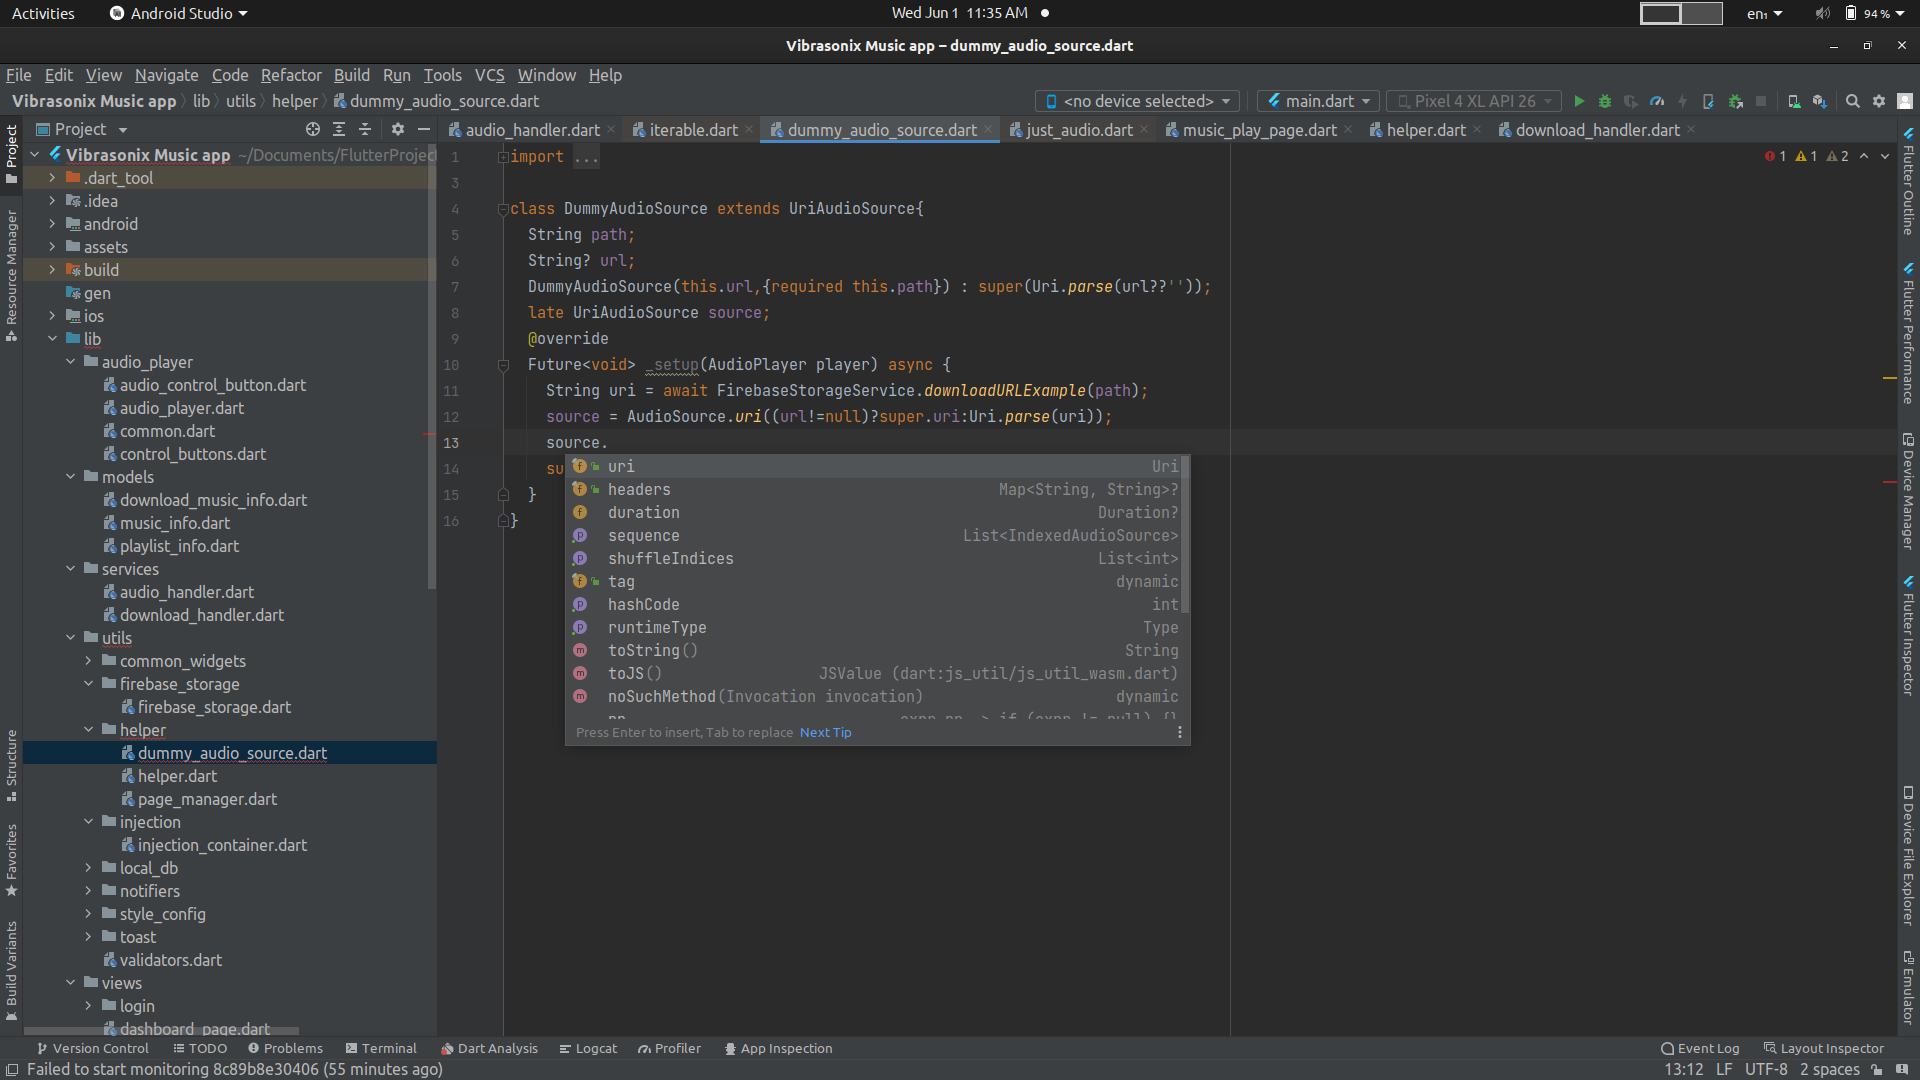 Activities
Android Studio
Wed Jun 1 11:35 AM
en₁
94 %
Vibrasonix Music app – dummy_audio_source.dart
File Edit View Navigate Code Refactor Build Run Tools VCS Window Help
Vibrasonix Music app lib utils helper dummy_audio_source.dart
<no device selected>
main.dart
Pixel 4 XL API 26
Project
audio_handler.dart
iterable.dart
dummy_audio_source.dart
just_audio.dart
music_play_page.dart
helper.dart
download_handler.dart
Vibrasonix Music app ~/Documents/FlutterProject
.dart_tool
.idea
android
assets
build
gen
ios
lib
audio_player
audio_control_button.dart
audio_player.dart
common.dart
control_buttons.dart
models
download_music_info.dart
music_info.dart
playlist_info.dart
services
audio_handler.dart
download_handler.dart
utils
common_widgets
firebase_storage
firebase_storage.dart
helper
dummy_audio_source.dart
helper.dart
page_manager.dart
injection
injection_container.dart
local_db
notifiers
style_config
toast
validators.dart
views
login
dashboard_page.dart
Project
Resource Manager
Structure
Favorites
Build Variants
1 import ...
3
4 class DummyAudioSource extends UriAudioSource{
5 String path;
6 String? url;
7 DummyAudioSource(this.url,{required this.path}) : super(Uri.parse(url??''));
8 late UriAudioSource source;
9 @override
10 Future<void> _setup(AudioPlayer player) async {
11 String uri = await FirebaseStorageService.downloadURLExample(path);
12 source = AudioSource.uri((url!=null)?super.uri:Uri.parse(uri));
13 source.
14 su
15 }
16 }
1 1 2
uri Uri
headers Map<String, String>?
duration Duration?
sequence List<IndexedAudioSource>
shuffleIndices List<int>
tag dynamic
hashCode int
runtimeType Type
toString() String
toJS() JSValue (dart:js_util/js_util_wasm.dart)
noSuchMethod(Invocation invocation) dynamic
Press Enter to insert, Tab to replace Next Tip
Flutter Outline
Flutter Performance
Device Manager
Flutter Inspector
Device File Explorer
Emulator
Version Control TODO Problems Terminal Dart Analysis Logcat Profiler App Inspection Event Log Layout Inspector
Failed to start monitoring 8c89b8e30406 (55 minutes ago) 13:12 LF UTF-8 2 spaces